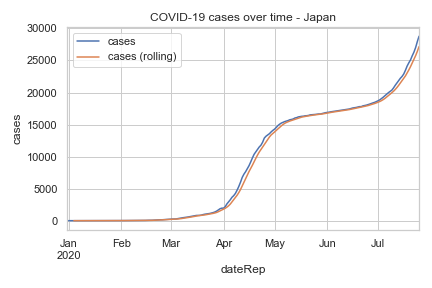 COVID-19 cases over time - Japan
30000
25000
20000
15000
10000
5000
0
cases
cases
cases (rolling)
Jan Feb Mar Apr May Jun Jul
2020
dateRep